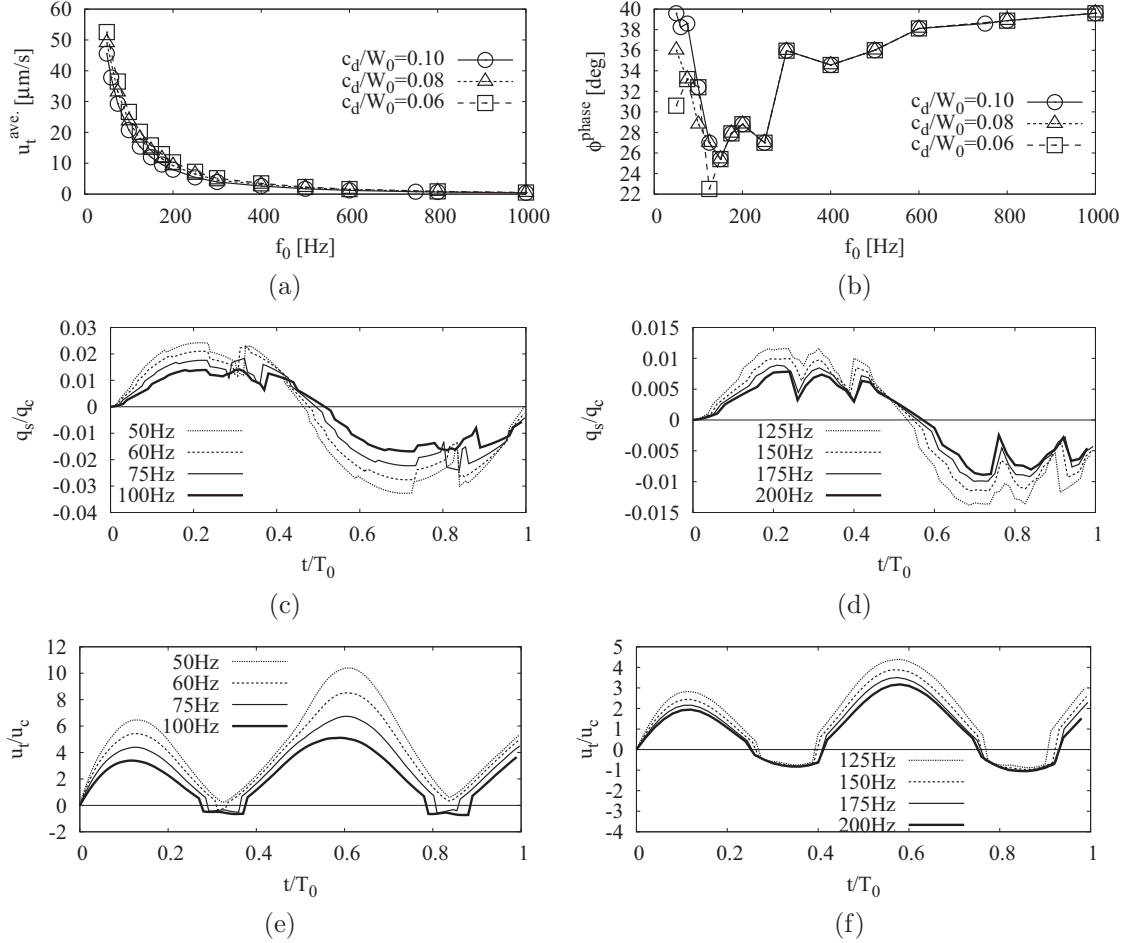 60
50
40
30
20
10
0
u_t^ave. [μm/s]
c_d/W_0=0.10
c_d/W_0=0.08
c_d/W_0=0.06
0 200 400 600 800 1000
f_0 [Hz]
(a)
40
38
36
34
32
30
28
26
24
22
ϕ^phase [deg]
c_d/W_0=0.10
c_d/W_0=0.08
c_d/W_0=0.06
0 200 400 600 800 1000
f_0 [Hz]
(b)
0.03
0.02
0.01
0
-0.01
-0.02
-0.03
-0.04
q_s/q_c
50Hz
60Hz
75Hz
100Hz
0 0.2 0.4 0.6 0.8 1
t/T_0
(c)
0.015
0.01
0.005
0
-0.005
-0.01
-0.015
q_s/q_c
125Hz
150Hz
175Hz
200Hz
0 0.2 0.4 0.6 0.8 1
t/T_0
(d)
12
10
8
6
4
2
0
-2
u_t/u_c
50Hz
60Hz
75Hz
100Hz
0 0.2 0.4 0.6 0.8 1
t/T_0
(e)
5
4
3
2
1
0
-1
-2
-3
-4
u_t/u_c
125Hz
150Hz
175Hz
200Hz
0 0.2 0.4 0.6 0.8 1
t/T_0
(f)